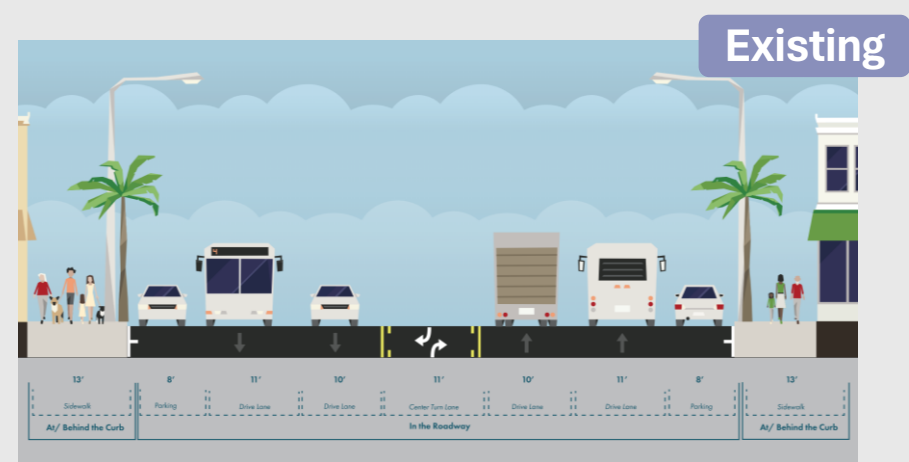 Existing
13' 8' 11' 10' 11' 10' 11' 8' 13'
Sidewalk Parking Drive Lane Drive Lane Center Turn Lane Drive Lane Drive Lane Parking Sidewalk
At/ Behind the Curb In the Roadway At/ Behind the Curb